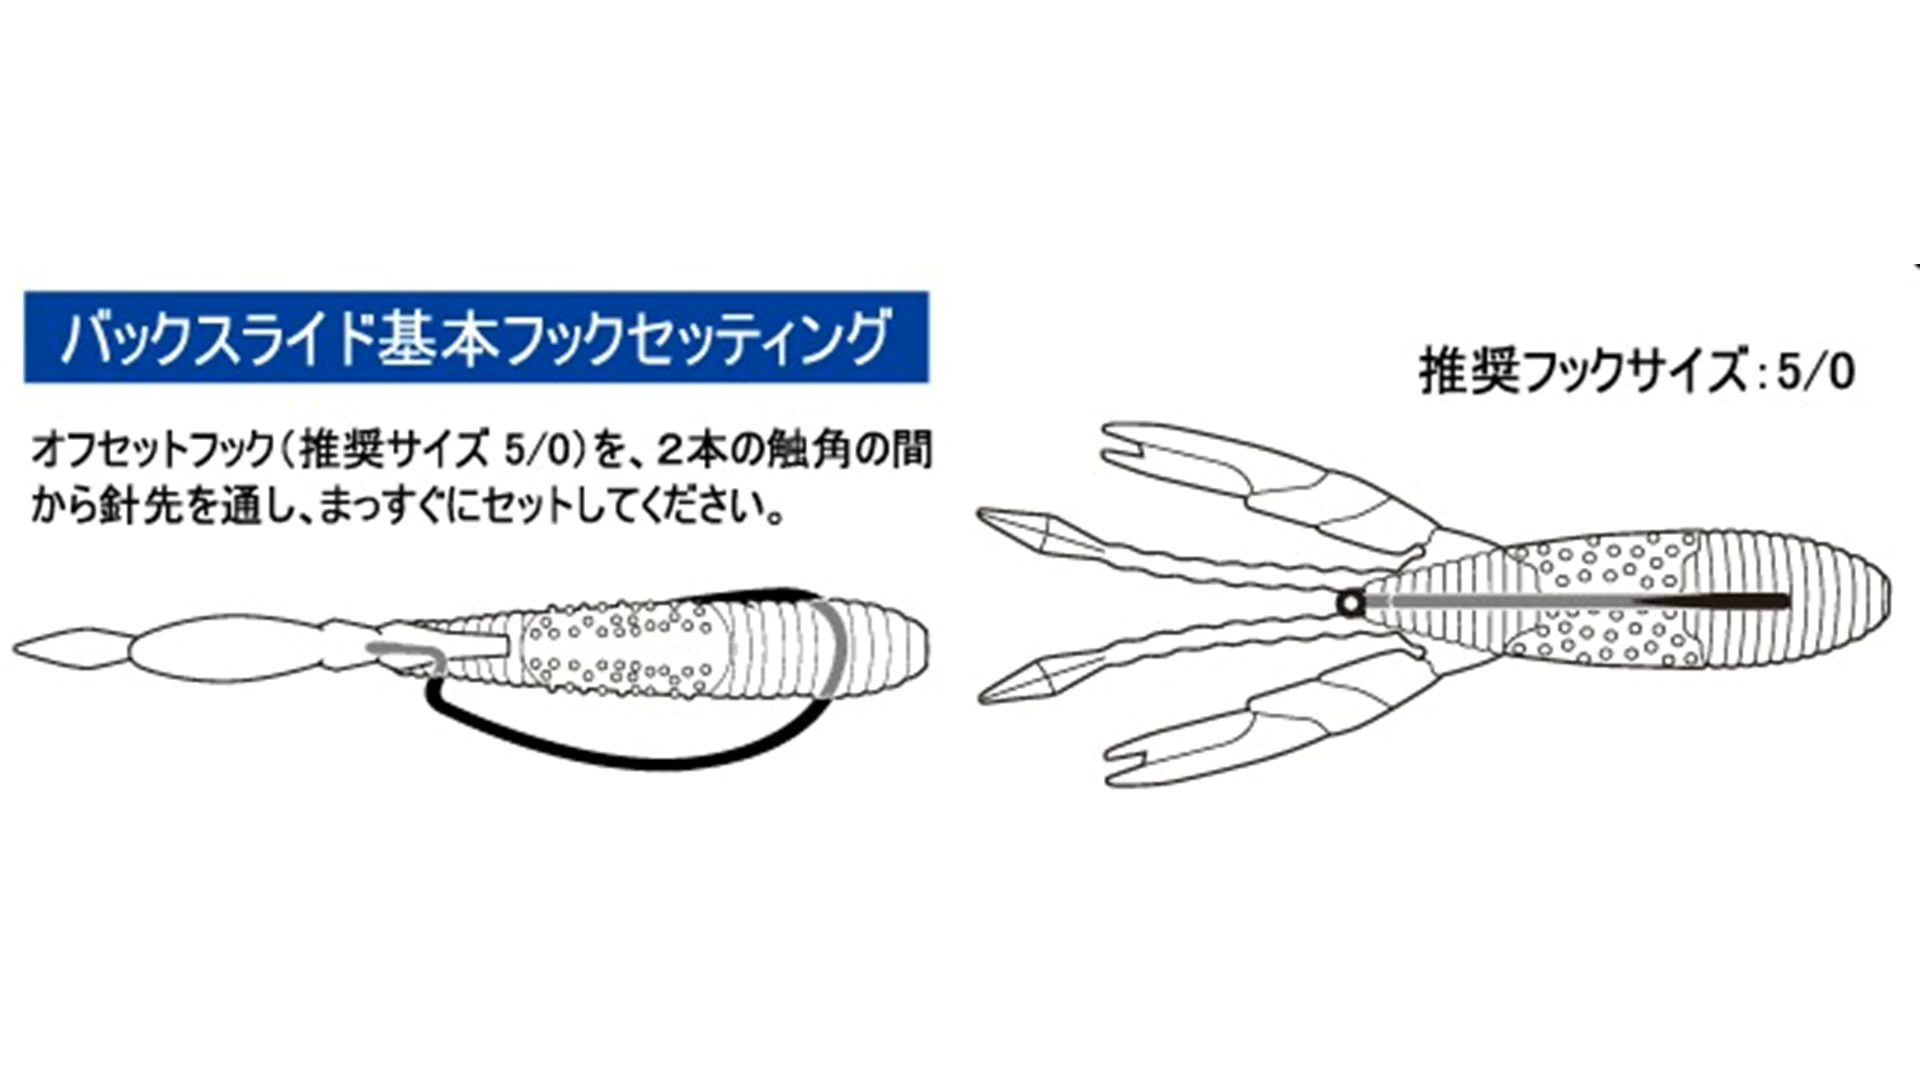 バックスライド基本フックセッティング
オフセットフック（推奨サイズ 5/0）を、２本の触角の間
から針先を通し、まっすぐにセットしてください。
推奨フックサイズ：5/0